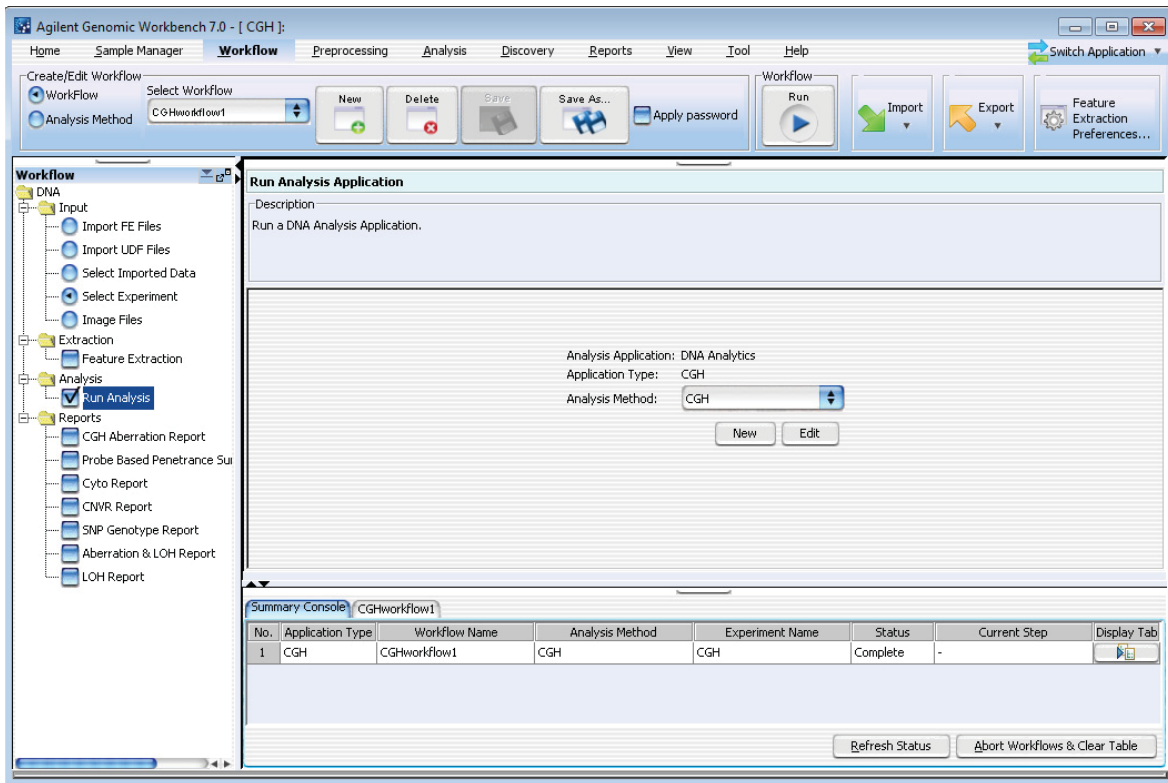 Agilent Genomic Workbench 7.0 - [ CGH ]:
Home Sample Manager Workflow Preprocessing Analysis Discovery Reports View Tool Help Switch Application
Create/Edit Workflow
WorkFlow
Analysis Method
Select Workflow
CGHworkflow1
New
Delete
Save
Save As...
Apply password
Workflow
Run
Import
Export
Feature
Extraction
Preferences...
Workflow
DNA
Input
Import FE Files
Import UDF Files
Select Imported Data
Select Experiment
Image Files
Extraction
Feature Extraction
Analysis
Run Analysis
Reports
CGH Aberration Report
Probe Based Penetrance Su
Cyto Report
CNVR Report
SNP Genotype Report
Aberration & LOH Report
LOH Report
Run Analysis Application
Description
Run a DNA Analysis Application.
Analysis Application: DNA Analytics
Application Type: CGH
Analysis Method: CGH
New Edit
Summary Console CGHworkflow1
No. Application Type Workflow Name Analysis Method Experiment Name Status Current Step Display Tab
1 CGH CGHworkflow1 CGH CGH Complete -
Refresh Status Abort Workflows & Clear Table